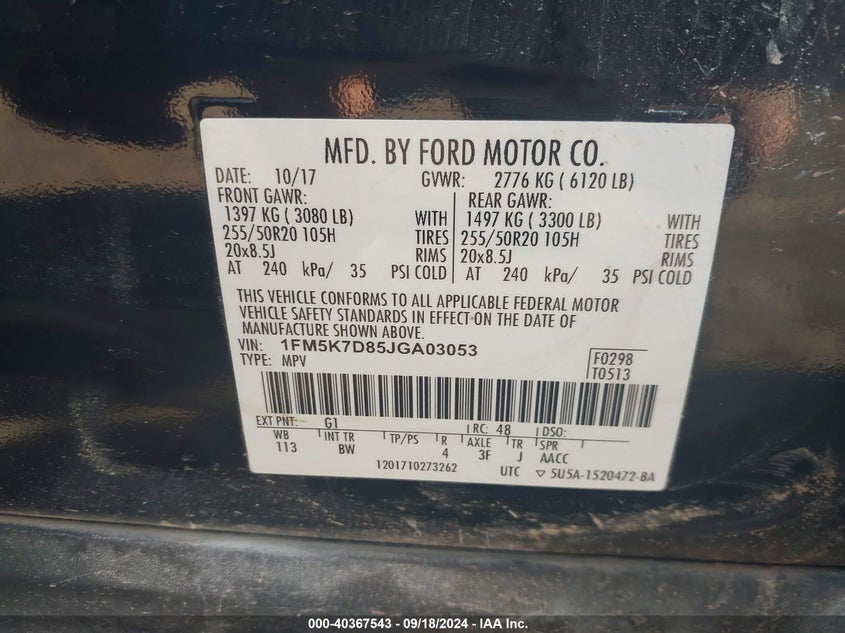 MFD. BY FORD MOTOR CO.
DATE: 10/17 GVWR: 2776 KG ( 6120 LB)
FRONT GAWR: REAR GAWR:
1397 KG ( 3080 LB) WITH 1497 KG ( 3300 LB) WITH
255/50R20 105H TIRES 255/50R20 105H TIRES
20x8.5J RIMS 20x8.5J RIMS
AT 240 kPa/ 35 PSI COLD AT 240 kPa/ 35 PSI COLD
THIS VEHICLE CONFORMS TO ALL APPLICABLE FEDERAL MOTOR
VEHICLE SAFETY STANDARDS IN EFFECT ON THE DATE OF
MANUFACTURE SHOWN ABOVE.
VIN: 1FM5K7D85JGA03053
TYPE: MPV
F0298
T0513
EXT PNT: G1 RC: 48 DSO:
WB INT TR TP/PS R AXLE TR SPR
113 BW 4 3F J AACC
1201710273262 UTC ▽ 5U5A-1520472-BA
000-40367543 - 09/18/2024 - IAA Inc.